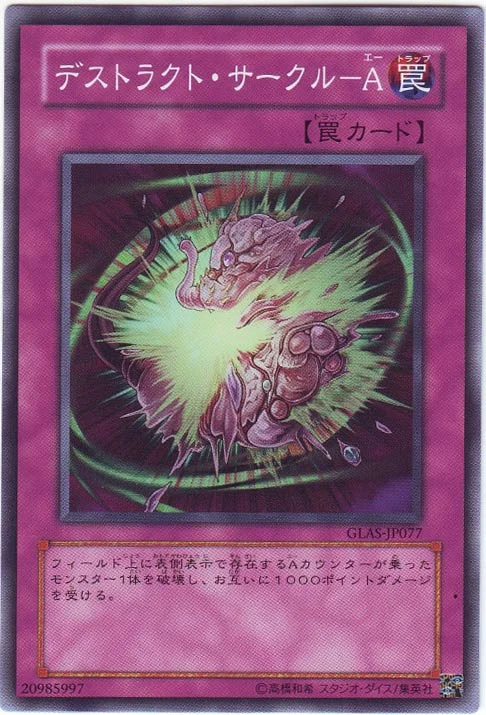 デストラクト・サークル－A
エー
罠
トラップ
【罠カード】
トラップ
GLAS-JP077
フィールド上に表側表示で存在するAカウンターが乗った
モンスター1体を破壊し、お互いに1000ポイントダメージ
を受ける。
20985997
©高橋和希 スタジオ・ダイス/集英社